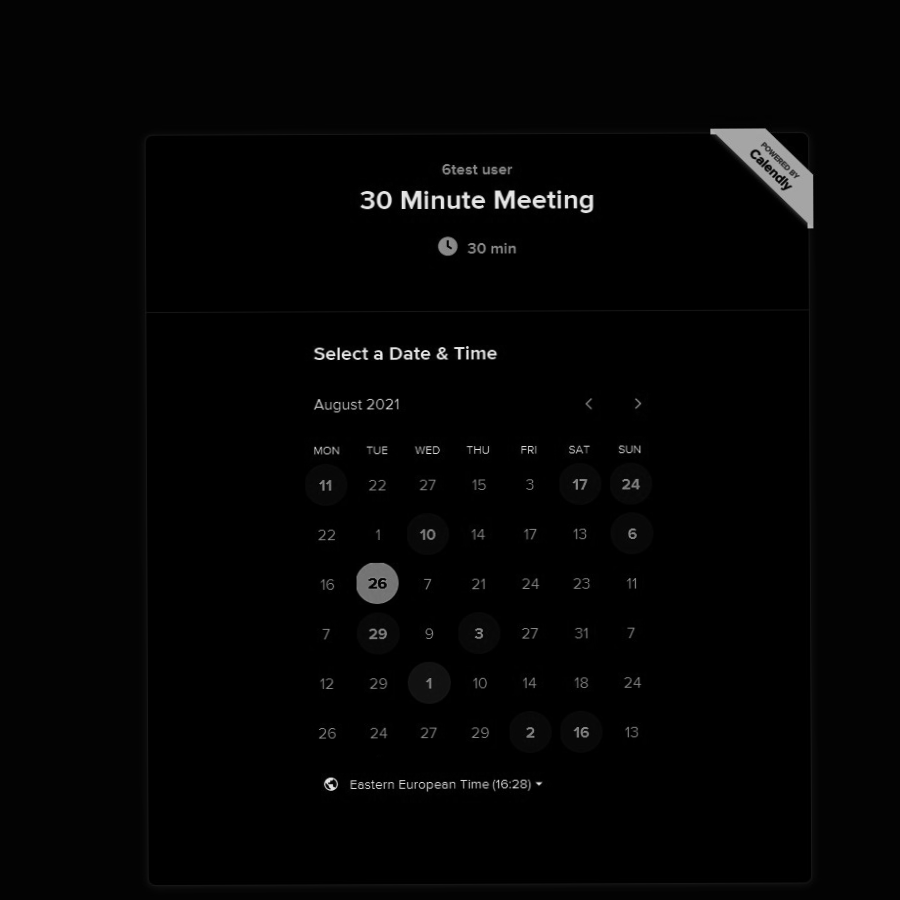 POWERED BY
Calendly
6test user
30 Minute Meeting
30 min
Select a Date & Time
August 2021
MON TUE WED THU FRI SAT SUN
11 22 27 15 3 17 24
22 1 10 14 17 13 6
16 26 7 21 24 23 11
7 29 9 3 27 31 7
12 29 1 10 14 18 24
26 24 27 29 2 16 13
Eastern European Time (16:28)